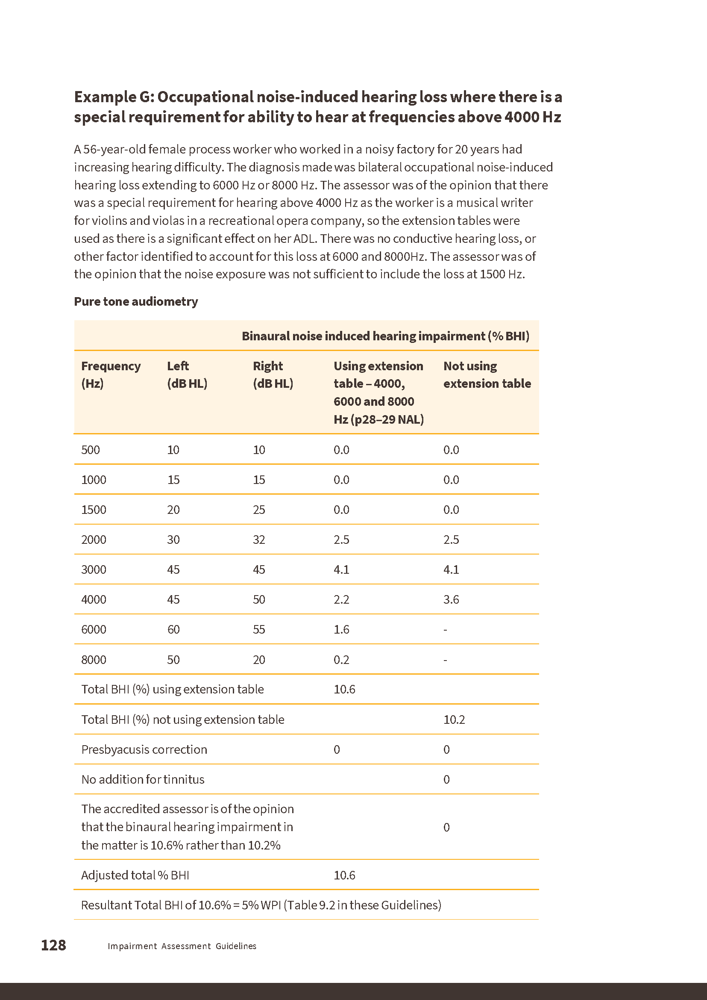 Example G: Occupational noise-induced hearing loss where there is a
special requirement for ability to hear at frequencies above 4000 Hz
A 56-year-old female process worker who worked in a noisy factory for 20 years had
increasing hearing difficulty. The diagnosis made was bilateral occupational noise-induced
hearing loss extending to 6000 Hz or 8000 Hz. The assessor was of the opinion that there
was a special requirement for hearing above 4000 Hz as the worker is a musical writer
for violins and violas in a recreational opera company, so the extension tables were
used as there is a significant effect on her ADL. There was no conductive hearing loss, or
other factor identified to account for this loss at 6000 and 8000Hz. The assessor was of
the opinion that the noise exposure was not sufficient to include the loss at 1500 Hz.
Pure tone audiometry
Binaural noise induced hearing impairment (% BHI)
Frequency Left Right Using extension Not using
(Hz) (dB HL) (dB HL) table – 4000, extension table
6000 and 8000
Hz (p28–29 NAL)
500 10 10 0.0 0.0
1000 15 15 0.0 0.0
1500 20 25 0.0 0.0
2000 30 32 2.5 2.5
3000 45 45 4.1 4.1
4000 45 50 2.2 3.6
6000 60 55 1.6 -
8000 50 20 0.2 -
Total BHI (%) using extension table 10.6
Total BHI (%) not using extension table 10.2
Presbyacusis correction 0 0
No addition for tinnitus 0
The accredited assessor is of the opinion
that the binaural hearing impairment in 0
the matter is 10.6% rather than 10.2%
Adjusted total % BHI 10.6
Resultant Total BHI of 10.6% = 5% WPI (Table 9.2 in these Guidelines)
128 Impairment Assessment Guidelines